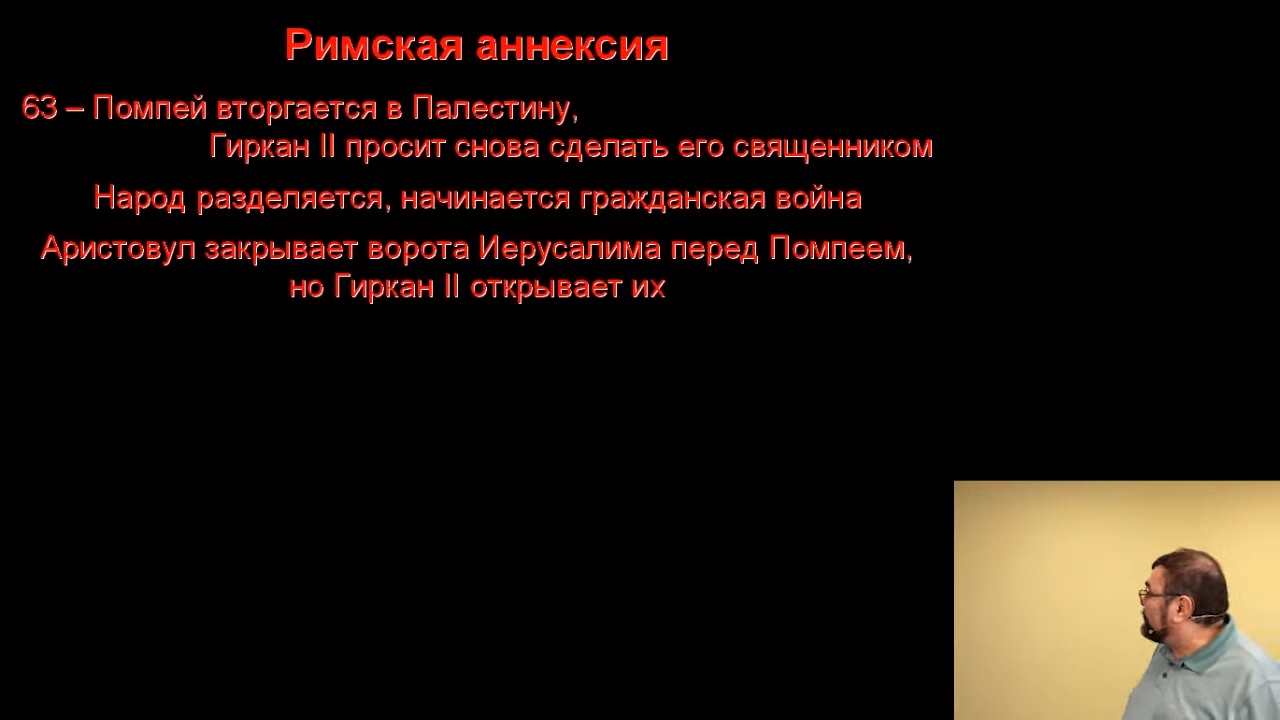 Римская аннексия
63 – Помпей вторгается в Палестину,
Гиркан II просит снова сделать его священником
Народ разделяется, начинается гражданская война
Аристовул закрывает ворота Иерусалима перед Помпеем,
но Гиркан II открывает их